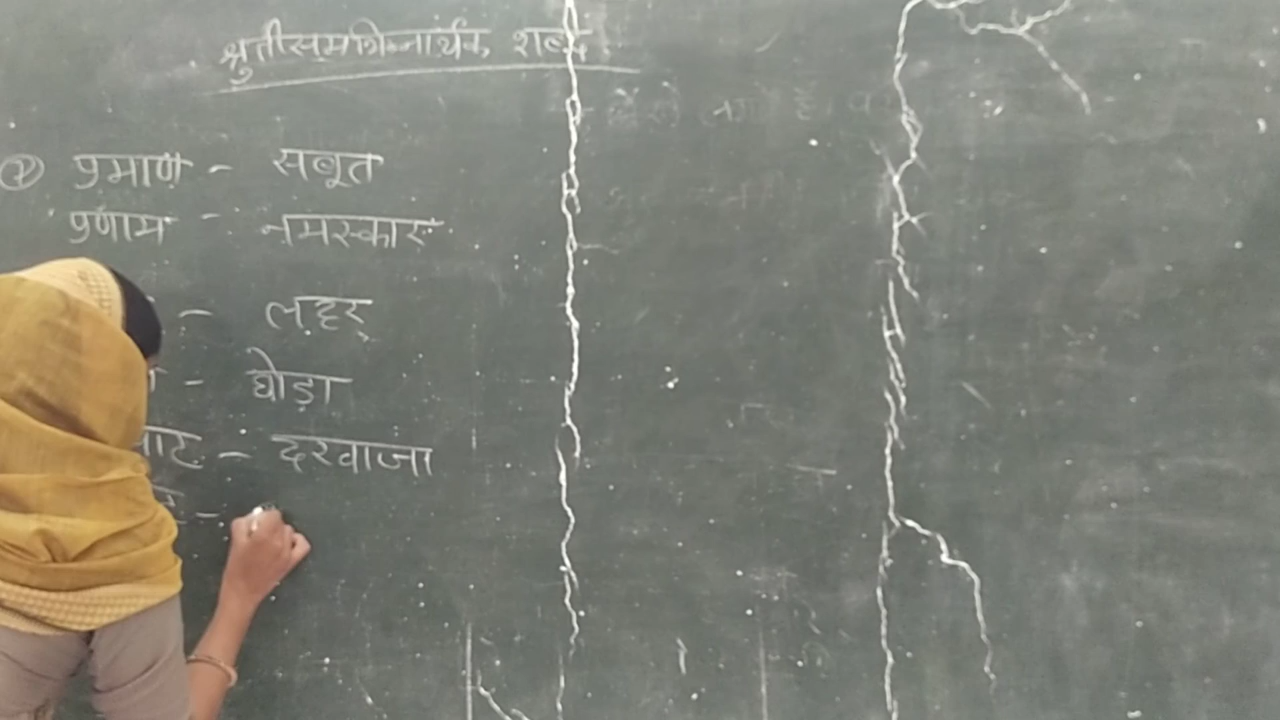 श्रुतीसमभिन्नार्थक शब्द
प्रमाण - सबूत
प्रणाम - नमस्कार
- लहर
- घोड़ा
- दरवाजा
-